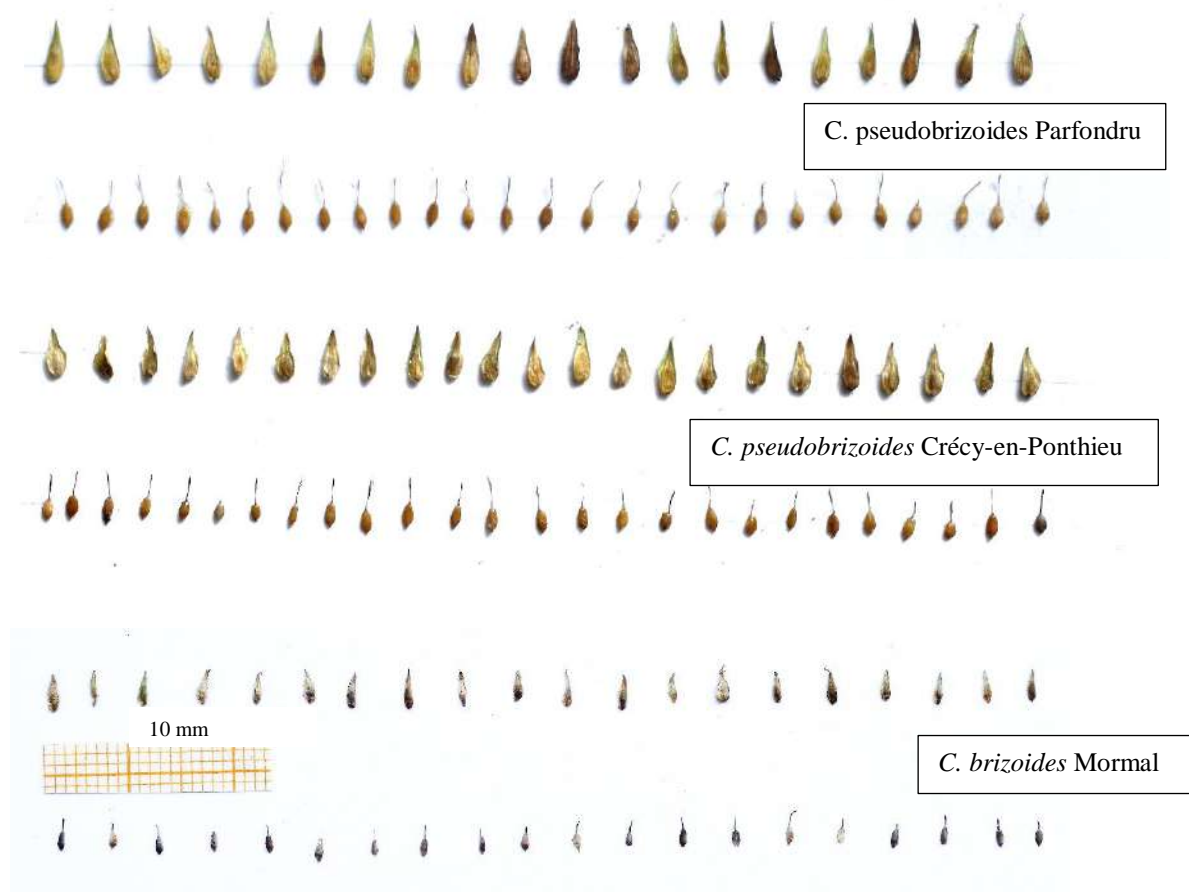 C. pseudobrizoides Parfondru
C. pseudobrizoides Crécy-en-Ponthieu
10 mm
C. brizoides Mormal